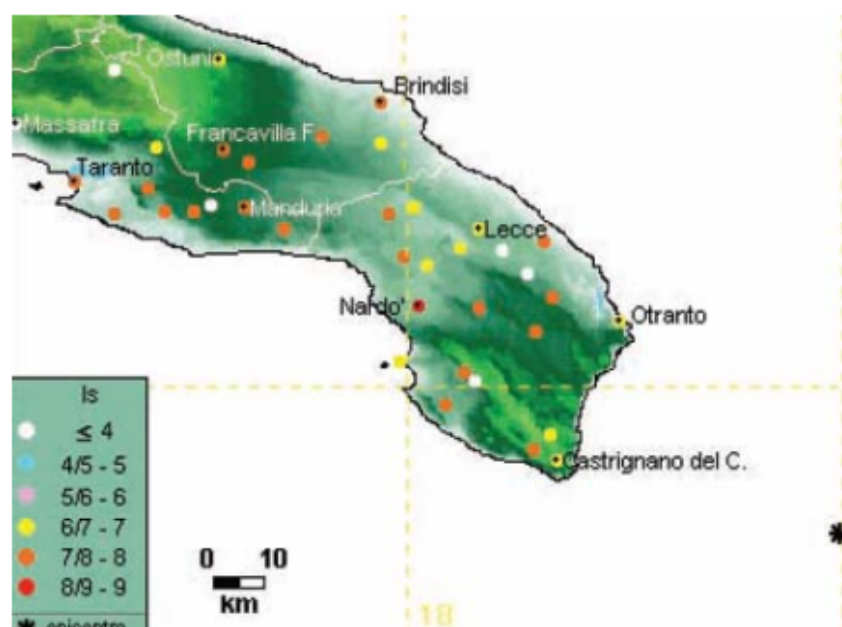 Ostuni
Brindisi
Massafra
Francavilla F.
Taranto
Manduria
Lecce
Nardo'
Otranto
Castrignano del C.
Is
≤ 4
4/5 - 5
5/6 - 6
6/7 - 7
7/8 - 8
8/9 - 9
epicentro
0 10
km
18